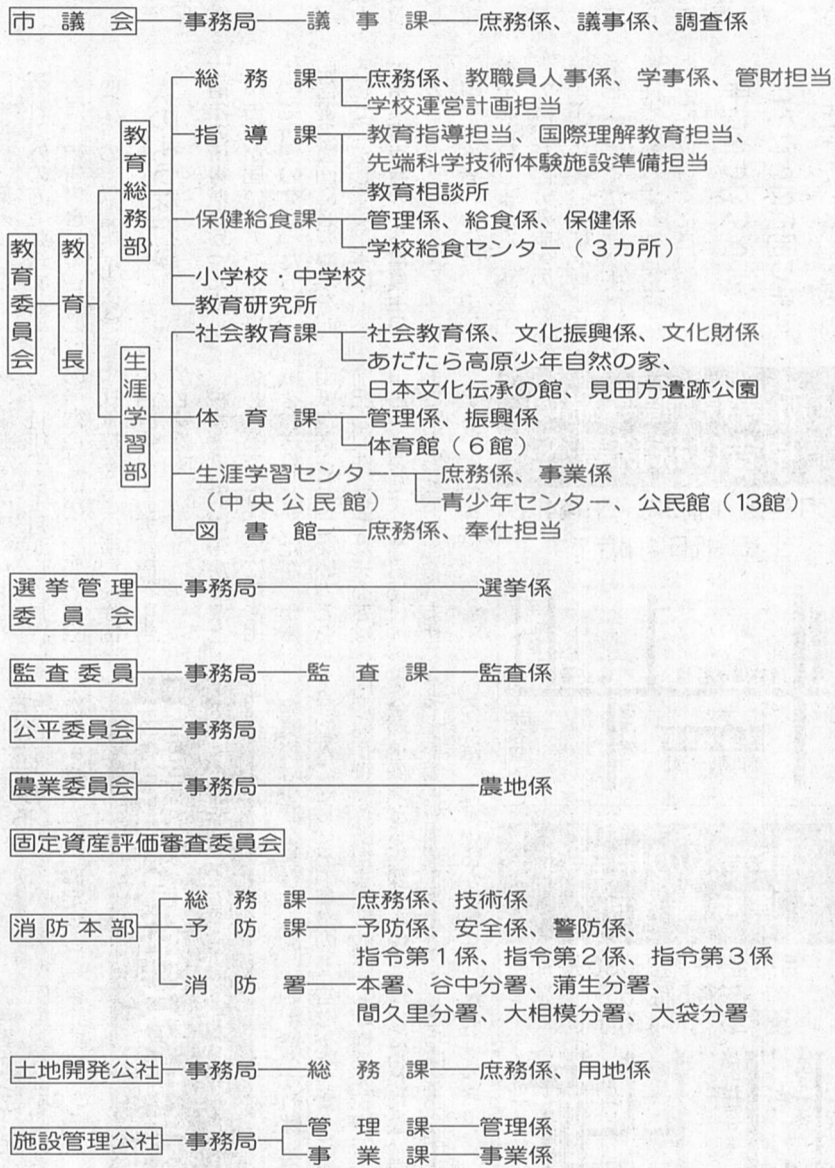 市議会 事務局 議事課 庶務係、議事係、調査係
総務課 庶務係、教職員人事係、学事係、管財担当
学校運営計画担当
教育総務部
指導課 教育指導担当、国際理解教育担当、
先端科学技術体験施設準備担当
教育相談所
保健給食課 管理係、給食係、保健係
学校給食センター(3カ所)
教育委員会 教育長
小学校・中学校
教育研究所
社会教育課 社会教育係、文化振興係、文化財係
あだたら高原少年自然の家、
日本文化伝承の館、見田方遺跡公園
生涯学習部
体育課 管理係、振興係
体育館(6館)
生涯学習センタ 庶務係、事業係
(中央公民館) 青少年センター、公民館(13館)
図書館 庶務係、奉仕担当
選挙管理 事務局 選挙係
委員会
監査委員 事務局 監査課 監査係
公平委員会 事務局
農業委員会 事務局 農地係
固定資産評価審査委員会
総務課 庶務係、技術係
消防本部 予防課 予防係、安全係、警防係、
指令第1係、指令第2係、指令第3係
消防署 本署、谷中分署、蒲生分署、
間久里分署、大相模分署、大袋分署
土地開発公社 事務局 総務課 庶務係、用地係
施設管理公社 事務局 管理課 管理係
事業課 事業係